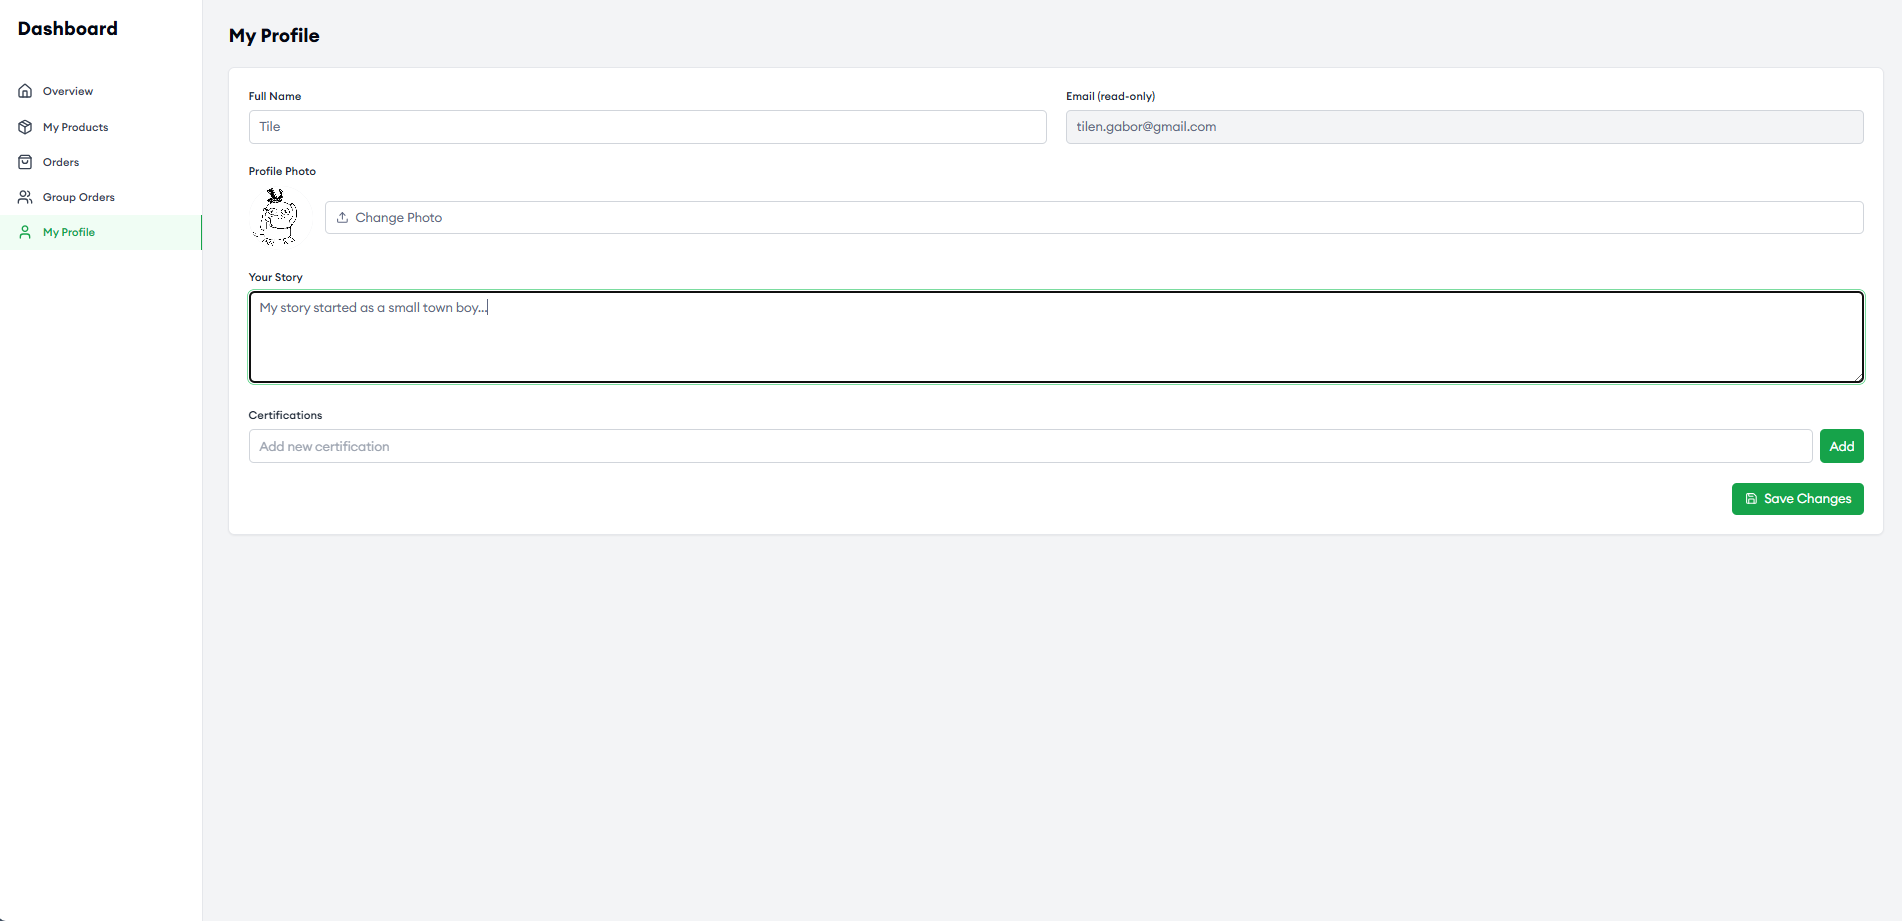 Dashboard
Overview
My Products
Orders
Group Orders
My Profile
My Profile
Full Name
Tile
Email (read-only)
tilen.gabor@gmail.com
Profile Photo
Change Photo
Your Story
My story started as a small town boy...
Certifications
Add new certification
Add
Save Changes